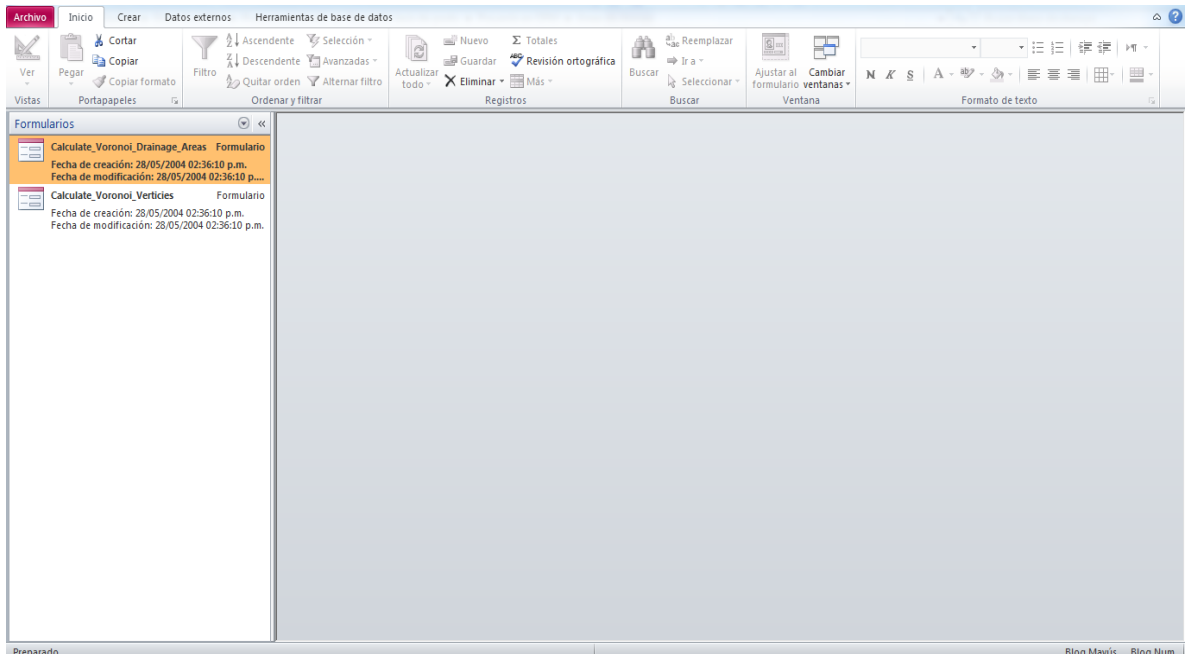 Archivo Inicio Crear Datos externos Herramientas de base de datos
Ver
Vistas
Pegar
Cortar
Copiar
Copiar formato
Portapapeles
Filtro
Ascendente
Descendente
Quitar orden
Selección
Avanzadas
Alternar filtro
Ordenar y filtrar
Actualizar
todo
Nuevo
Guardar
Eliminar
Totales
Revisión ortográfica
Más
Registros
Buscar
Reemplazar
Ir a
Seleccionar
Buscar
Ajustar al
formulario
Cambiar
ventanas
Ventana
N K S A
Formato de texto
Formularios
Calculate_Voronoi_Drainage_Areas Formulario
Fecha de creación: 28/05/2004 02:36:10 p.m.
Fecha de modificación: 28/05/2004 02:36:10 p....
Calculate_Voronoi_Verticies Formulario
Fecha de creación: 28/05/2004 02:36:10 p.m.
Fecha de modificación: 28/05/2004 02:36:10 p.m.
Preparado Bloq Mayús Bloq Num